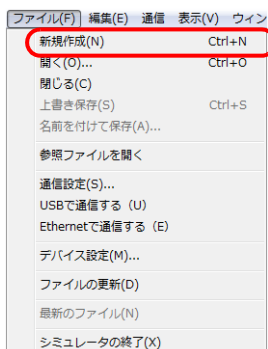 ファイル(F) 編集(E) 通信 表示(V) ウィン
新規作成(N) Ctrl+N
開く(O)... Ctrl+O
閉じる(C)
上書き保存(S) Ctrl+S
名前を付けて保存(A)...
参照ファイルを開く
通信設定(S)...
USBで通信する（U）
Ethernetで通信する（E）
デバイス設定(M)...
ファイルの更新(D)
最新のファイル(N)
シミュレータの終了(X)